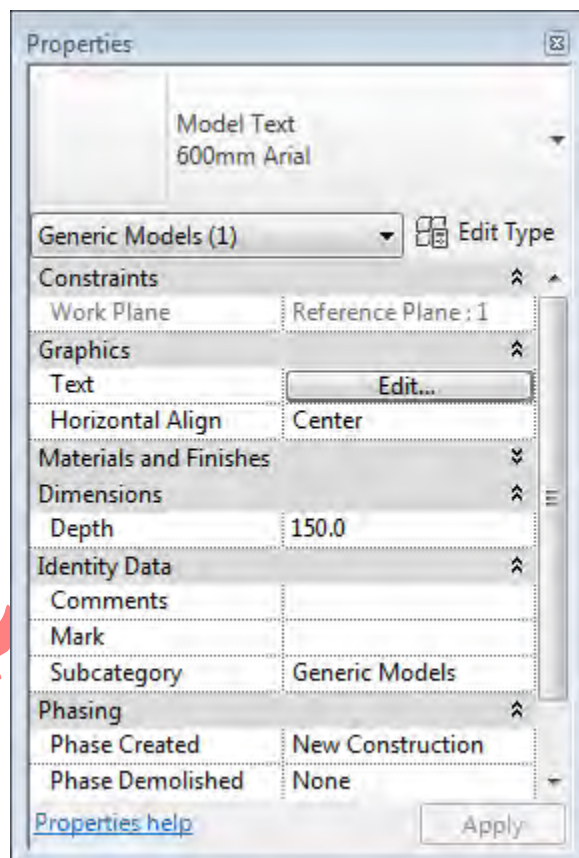 Properties
Model Text
600mm Arial
Generic Models (1) Edit Type
Constraints
Work Plane Reference Plane : 1
Graphics
Text Edit...
Horizontal Align Center
Materials and Finishes
Dimensions
Depth 150.0
Identity Data
Comments
Mark
Subcategory Generic Models
Phasing
Phase Created New Construction
Phase Demolished None
Properties help Apply